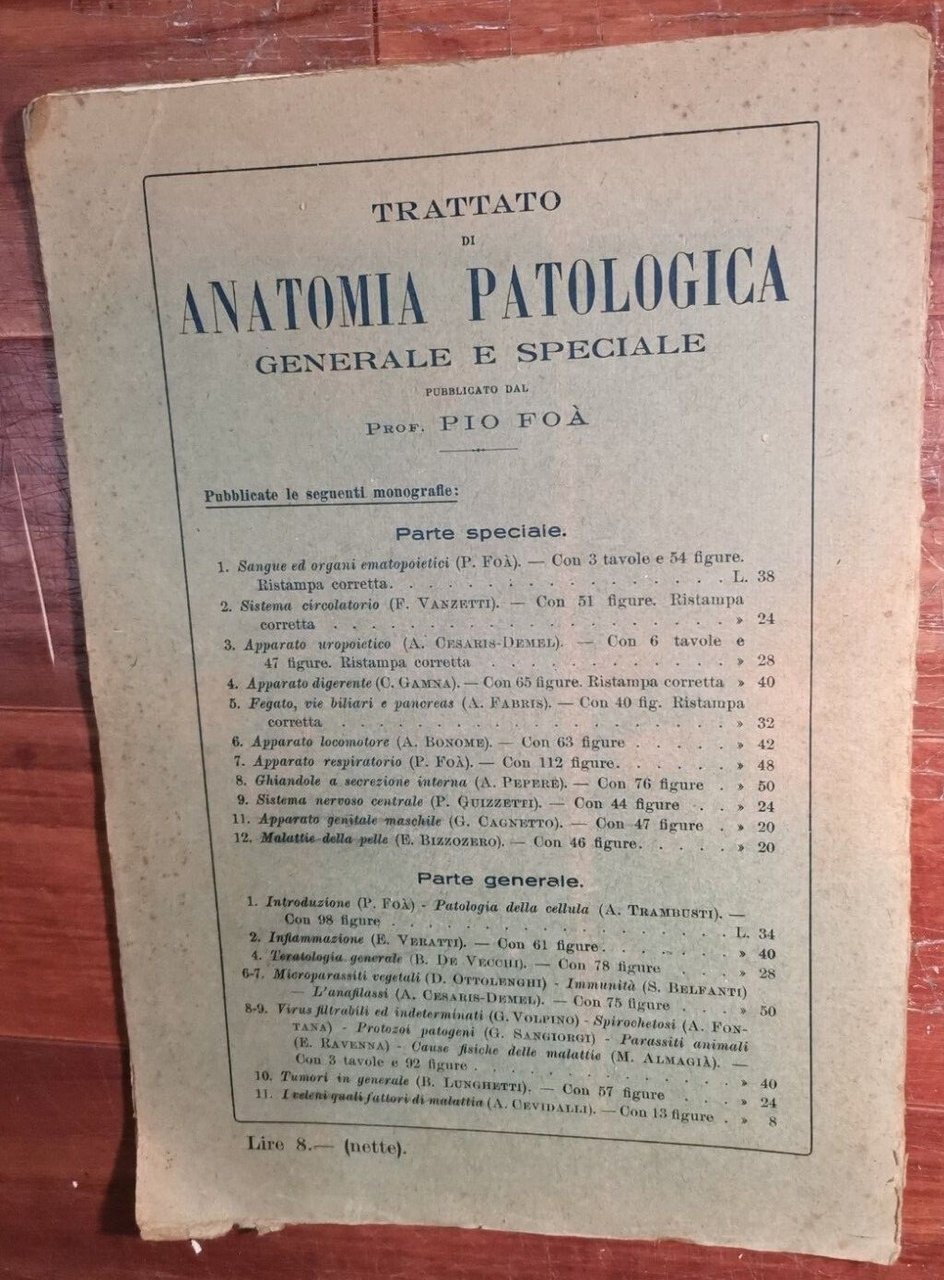 TRATTATO
DI
ANATOMIA PATOLOGICA
GENERALE E SPECIALE
PUBBLICATO DAL
PROF. PIO FOÀ
Pubblicate le seguenti monografie:
Parte speciale.
1. Sangue ed organi ematopoietici (P. FOÀ). — Con 3 tavole e 54 figure.
Ristampa corretta. . . . . . . . . . . . . . . . . L. 38
2. Sistema circolatorio (F. VANZETTI). — Con 51 figure. Ristampa
corretta . . . . . . . . . . . . . . . . . . . » 24
3. Apparato uropoietico (A. CESARIS-DEMEL). — Con 6 tavole e
47 figure. Ristampa corretta . . . . . . . . . . . . » 28
4. Apparato digerente (C. GAMNA). — Con 65 figure. Ristampa corretta » 40
5. Fegato, vie biliari e pancreas (A. FABRIS). — Con 40 fig. Ristampa
corretta . . . . . . . . . . . . . . . . . . . » 32
6. Apparato locomotore (A. BONOME). — Con 63 figure . . . . . » 42
7. Apparato respiratorio (P. FOÀ). — Con 112 figure. . . . . . » 48
8. Ghiandole a secrezione interna (A. PEPERE). — Con 76 figure . » 50
9. Sistema nervoso centrale (P. GUIZZETTI). — Con 44 figure . . » 24
11. Apparato genitale maschile (G. CAGNETTO). — Con 47 figure . » 20
12. Malattie della pelle (E. BIZZOZERO). — Con 46 figure. . . . . » 20
Parte generale.
1. Introduzione (P. FOÀ) - Patologia della cellula (A. TRAMBUSTI). —
Con 98 figure . . . . . . . . . . . . . . . . . L. 34
2. Infiammazione (E. VERATTI). — Con 61 figure. . . . . . . » 40
4. Teratologia generale (B. DE VECCHI). — Con 78 figure . . . » 28
6-7. Microparassiti vegetali (D. OTTOLENGHI) - Immunità (S. BELFANTI)
— L'anafilassi (A. CESARIS-DEMEL). — Con 75 figure . . . » 50
8-9. Virus filtrabili ed indeterminati (G. VOLPINO) - Spirochetosi (A. FON-
TANA) - Protozoi patogeni (G. SANGIORGI) - Parassiti animali
(E. RAVENNA) - Cause fisiche delle malattie (M. ALMAGIÀ). —
Con 3 tavole e 92 figure . . . . . . . . . . . . . » 40
10. Tumori in generale (B. LUNGHETTI). — Con 57 figure . . . » 24
11. I veleni quali fattori di malattia (A. CEVIDALLI). — Con 13 figure . » 8
Lire 8.— (nette).